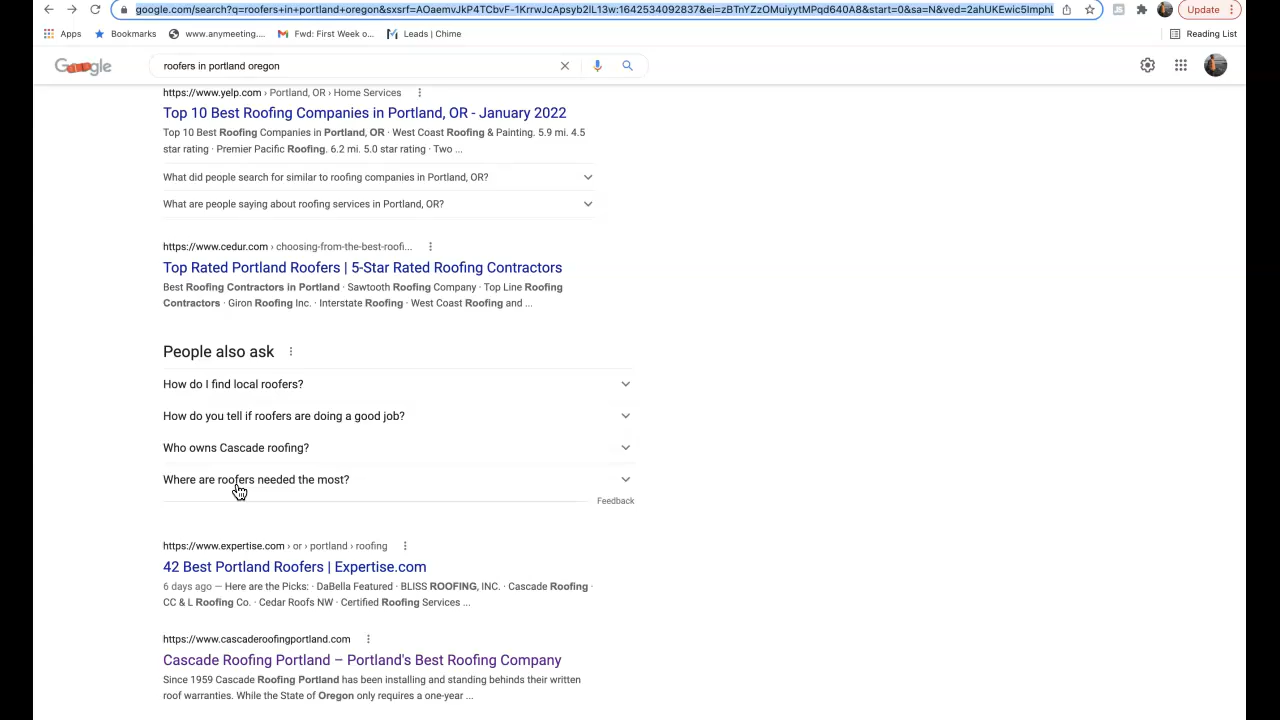 google.com/search?q=roofers+in+portland+oregon&sxsrf=AOaemvJkP4TCbvF-1KrrwJcApsyb2lL13w:1642534092837&ei=zBTnYZzOMuiyytMPqd640A8&start=0&sa=N&ved=2ahUKEwic5ImphL
Update
Apps
Bookmarks
www.anymeeting....
Fwd: First Week o...
Leads | Chime
Reading List
Google
roofers in portland oregon
https://www.yelp.com › Portland, OR › Home Services
Top 10 Best Roofing Companies in Portland, OR - January 2022
Top 10 Best Roofing Companies in Portland, OR · West Coast Roofing & Painting. 5.9 mi. 4.5
star rating · Premier Pacific Roofing. 6.2 mi. 5.0 star rating · Two ...
What did people search for similar to roofing companies in Portland, OR?
What are people saying about roofing services in Portland, OR?
https://www.cedur.com › choosing-from-the-best-roofi...
Top Rated Portland Roofers | 5-Star Rated Roofing Contractors
Best Roofing Contractors in Portland · Sawtooth Roofing Company · Top Line Roofing
Contractors · Giron Roofing Inc. · Interstate Roofing · West Coast Roofing and ...
People also ask
How do I find local roofers?
How do you tell if roofers are doing a good job?
Who owns Cascade roofing?
Where are roofers needed the most?
Feedback
https://www.expertise.com › or › portland › roofing
42 Best Portland Roofers | Expertise.com
6 days ago — Here are the Picks: · DaBella Featured · BLISS ROOFING, INC. · Cascade Roofing ·
CC & L Roofing Co. · Cedar Roofs NW · Certified Roofing Services ...
https://www.cascaderoofingportland.com
Cascade Roofing Portland – Portland's Best Roofing Company
Since 1959 Cascade Roofing Portland has been installing and standing behinds their written
roof warranties. While the State of Oregon only requires a one-year ...